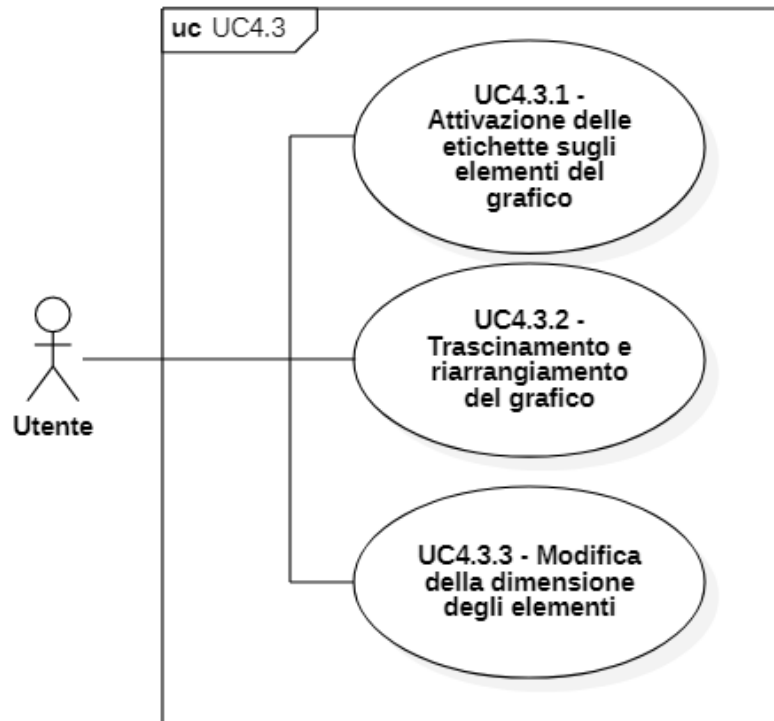 uc UC4.3
UC4.3.1 -
Attivazione delle
etichette sugli
elementi del
grafico
UC4.3.2 -
Trascinamento e
riarrangiamento
del grafico
Utente
UC4.3.3 - Modifica
della dimensione
degli elementi